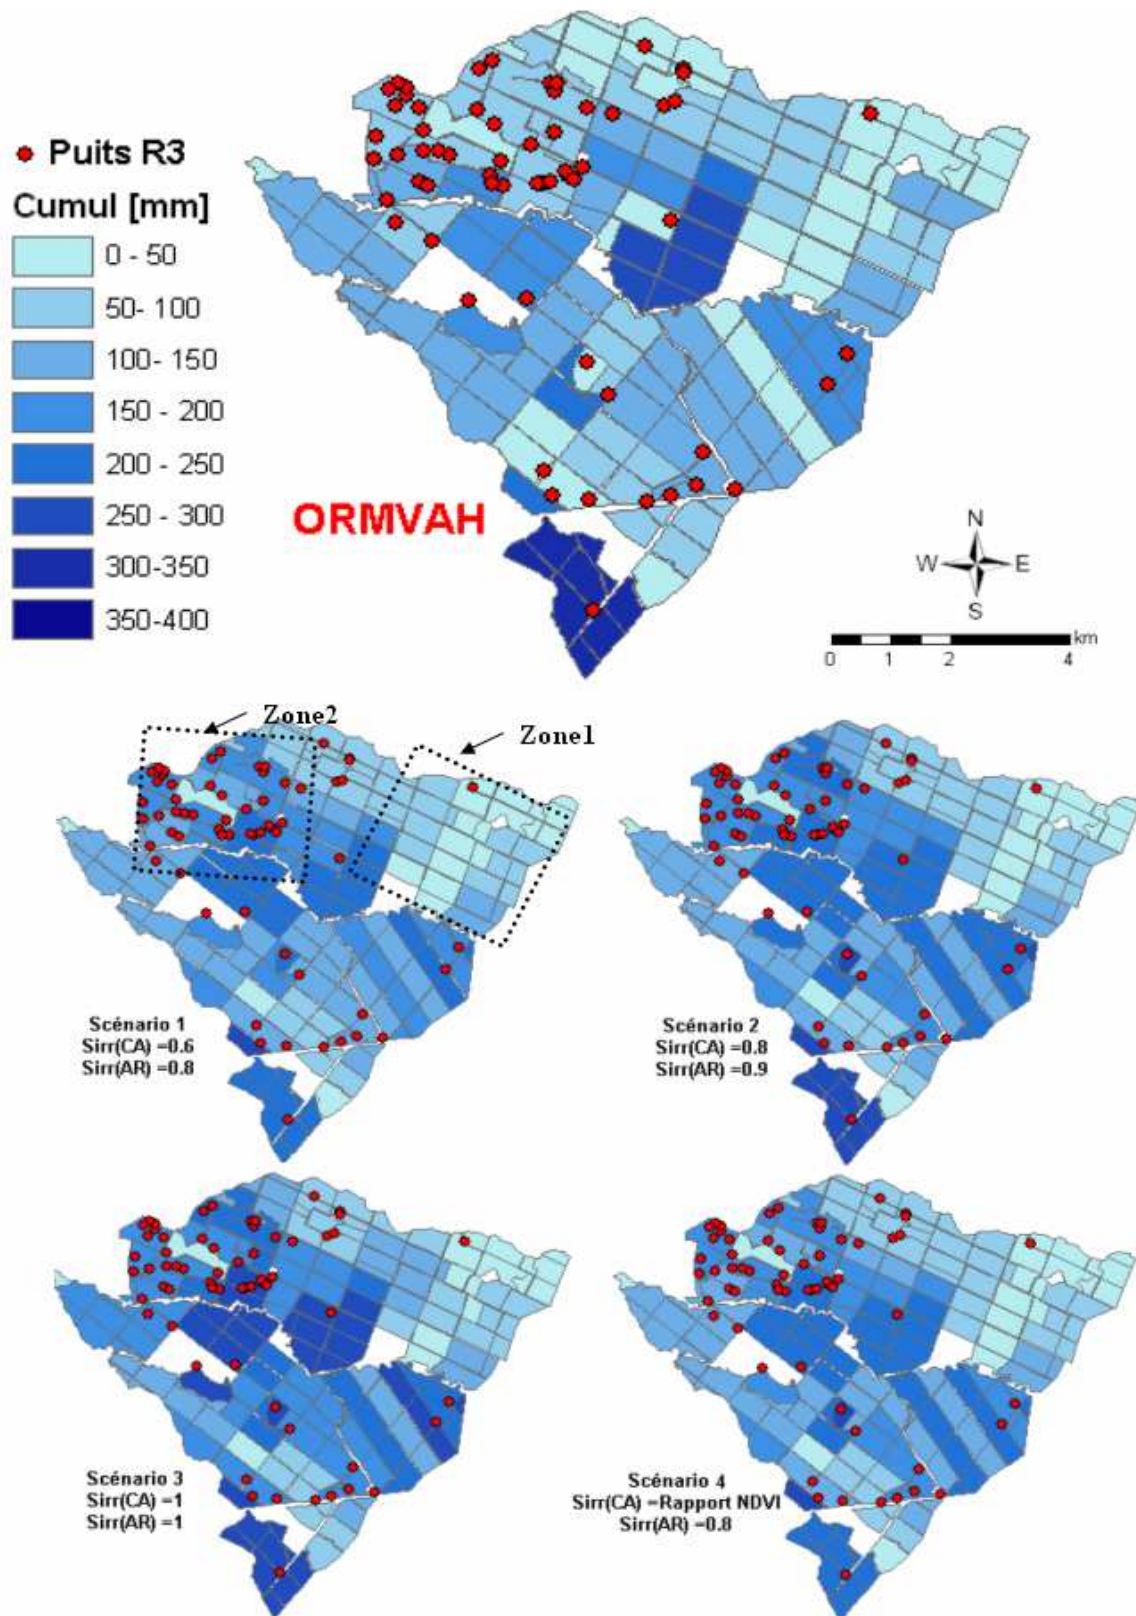 Puits R3
Cumul [mm]
0 - 50
50- 100
100- 150
150 - 200
200 - 250
250 - 300
300-350
350-400
ORMVAH
N
W E
S
km
0 1 2 4
Zone2
Zone1
Scénario 1
Sirr(CA) =0.6
Sirr(AR) =0.8
Scénario 2
Sirr(CA) =0.8
Sirr(AR) =0.9
Scénario 3
Sirr(CA) =1
Sirr(AR) =1
Scénario 4
Sirr(CA) =Rapport NDVI
Sirr(AR) =0.8